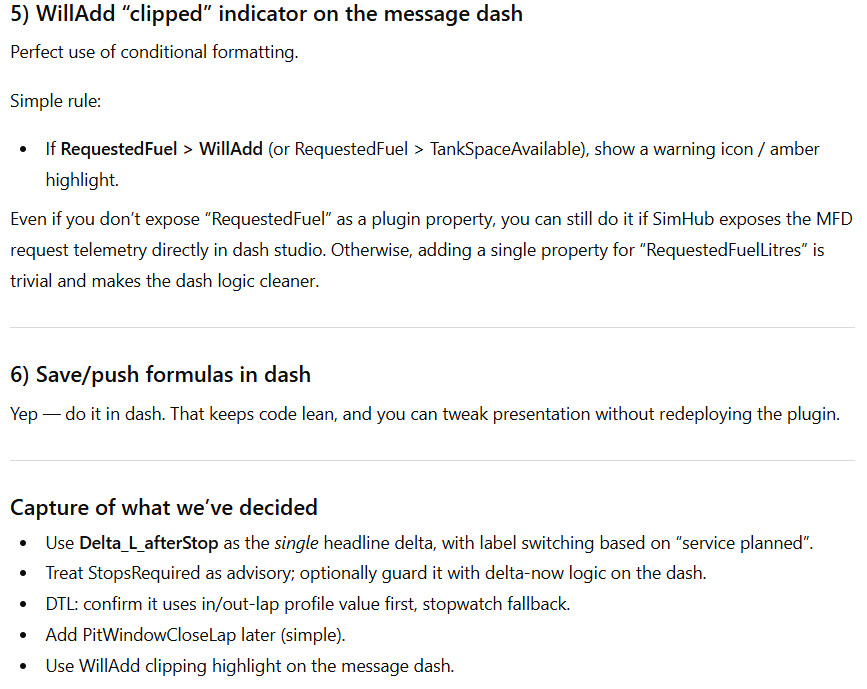 5) WillAdd “clipped” indicator on the message dash
Perfect use of conditional formatting.
Simple rule:
• If RequestedFuel > WillAdd (or RequestedFuel > TankSpaceAvailable), show a warning icon / amber
highlight.
Even if you don’t expose “RequestedFuel” as a plugin property, you can still do it if SimHub exposes the MFD
request telemetry directly in dash studio. Otherwise, adding a single property for “RequestedFuelLitres” is
trivial and makes the dash logic cleaner.
6) Save/push formulas in dash
Yep — do it in dash. That keeps code lean, and you can tweak presentation without redeploying the plugin.
Capture of what we’ve decided
• Use Delta_L_afterStop as the single headline delta, with label switching based on “service planned”.
• Treat StopsRequired as advisory; optionally guard it with delta-now logic on the dash.
• DTL: confirm it uses in/out-lap profile value first, stopwatch fallback.
• Add PitWindowCloseLap later (simple).
• Use WillAdd clipping highlight on the message dash.